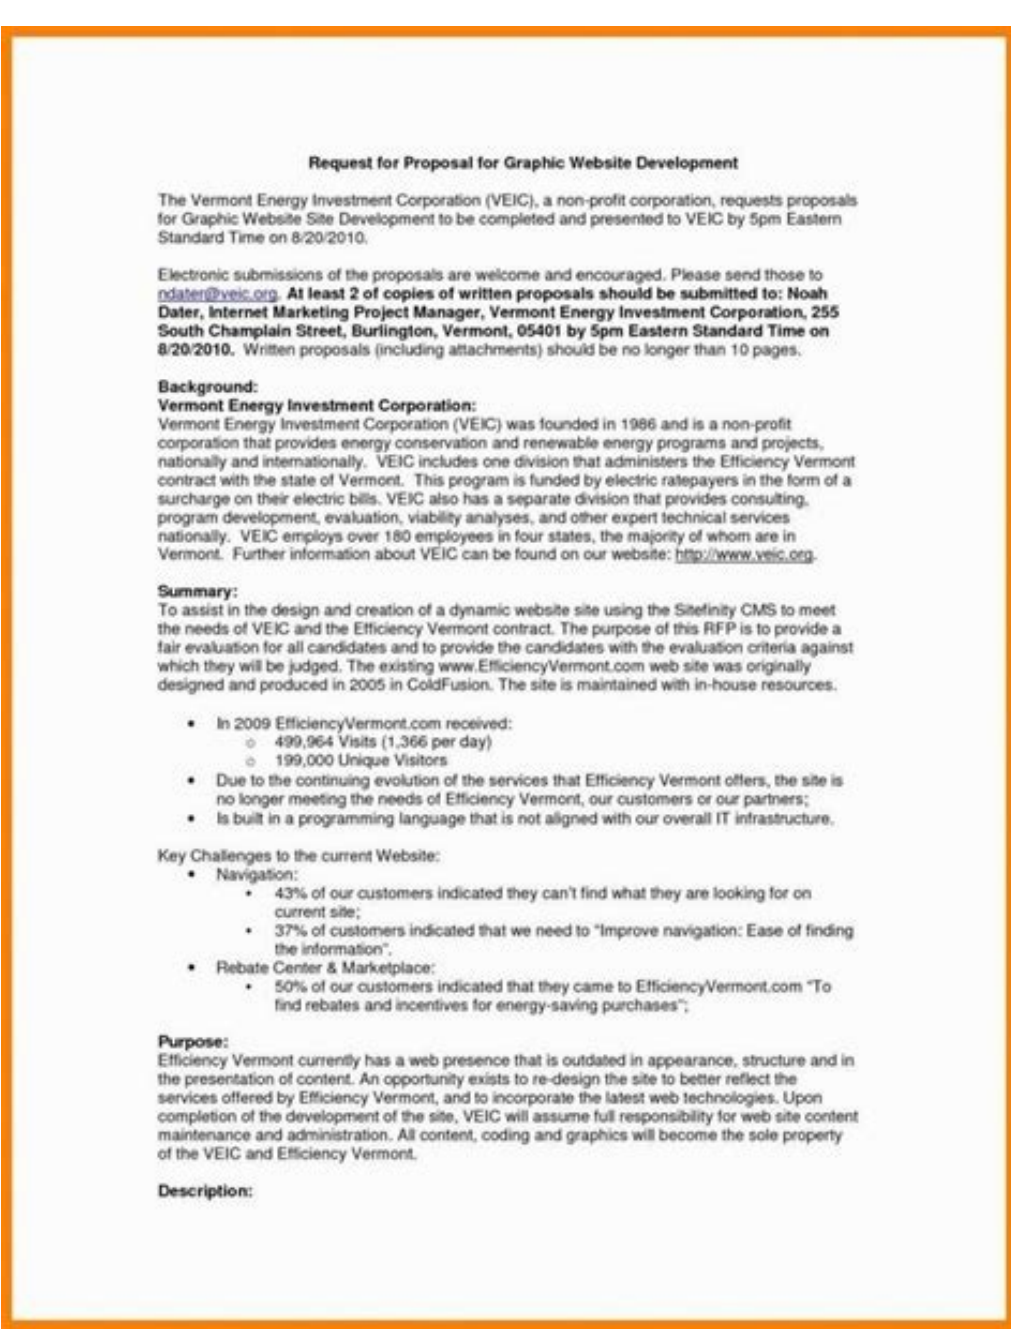 Request for Proposal for Graphic Website Development
The Vermont Energy Investment Corporation (VEIC), a non-profit corporation, requests proposals
for Graphic Website Site Development to be completed and presented to VEIC by 5pm Eastern
Standard Time on 8/20/2010.
Electronic submissions of the proposals are welcome and encouraged. Please send those to
ndater@veic.org. At least 2 of copies of written proposals should be submitted to: Noah
Dater, Internet Marketing Project Manager, Vermont Energy Investment Corporation, 255
South Champlain Street, Burlington, Vermont, 05401 by 5pm Eastern Standard Time on
8/20/2010. Written proposals (including attachments) should be no longer than 10 pages.
Background:
Vermont Energy Investment Corporation:
Vermont Energy Investment Corporation (VEIC) was founded in 1986 and is a non-profit
corporation that provides energy conservation and renewable energy programs and projects,
nationally and internationally. VEIC includes one division that administers the Efficiency Vermont
contract with the state of Vermont. This program is funded by electric ratepayers in the form of a
surcharge on their electric bills. VEIC also has a separate division that provides consulting,
program development, evaluation, viability analyses, and other expert technical services
nationally. VEIC employs over 180 employees in four states, the majority of whom are in
Vermont. Further information about VEIC can be found on our website: http://www.veic.org.
Summary:
To assist in the design and creation of a dynamic website site using the Sitefinity CMS to meet
the needs of VEIC and the Efficiency Vermont contract. The purpose of this RFP is to provide a
fair evaluation for all candidates and to provide the candidates with the evaluation criteria against
which they will be judged. The existing www.EfficiencyVermont.com web site was originally
designed and produced in 2005 in ColdFusion. The site is maintained with in-house resources.
• In 2009 EfficiencyVermont.com received:
o 499,964 Visits (1,366 per day)
o 199,000 Unique Visitors
• Due to the continuing evolution of the services that Efficiency Vermont offers, the site is
no longer meeting the needs of Efficiency Vermont, our customers or our partners;
• Is built in a programming language that is not aligned with our overall IT infrastructure.
Key Challenges to the current Website:
• Navigation:
• 43% of our customers indicated they can't find what they are looking for on
current site;
• 37% of customers indicated that we need to "Improve navigation: Ease of finding
the information".
• Rebate Center & Marketplace:
• 50% of our customers indicated that they came to EfficiencyVermont.com "To
find rebates and incentives for energy-saving purchases";
Purpose:
Efficiency Vermont currently has a web presence that is outdated in appearance, structure and in
the presentation of content. An opportunity exists to re-design the site to better reflect the
services offered by Efficiency Vermont, and to incorporate the latest web technologies. Upon
completion of the development of the site, VEIC will assume full responsibility for web site content
maintenance and administration. All content, coding and graphics will become the sole property
of the VEIC and Efficiency Vermont.
Description: